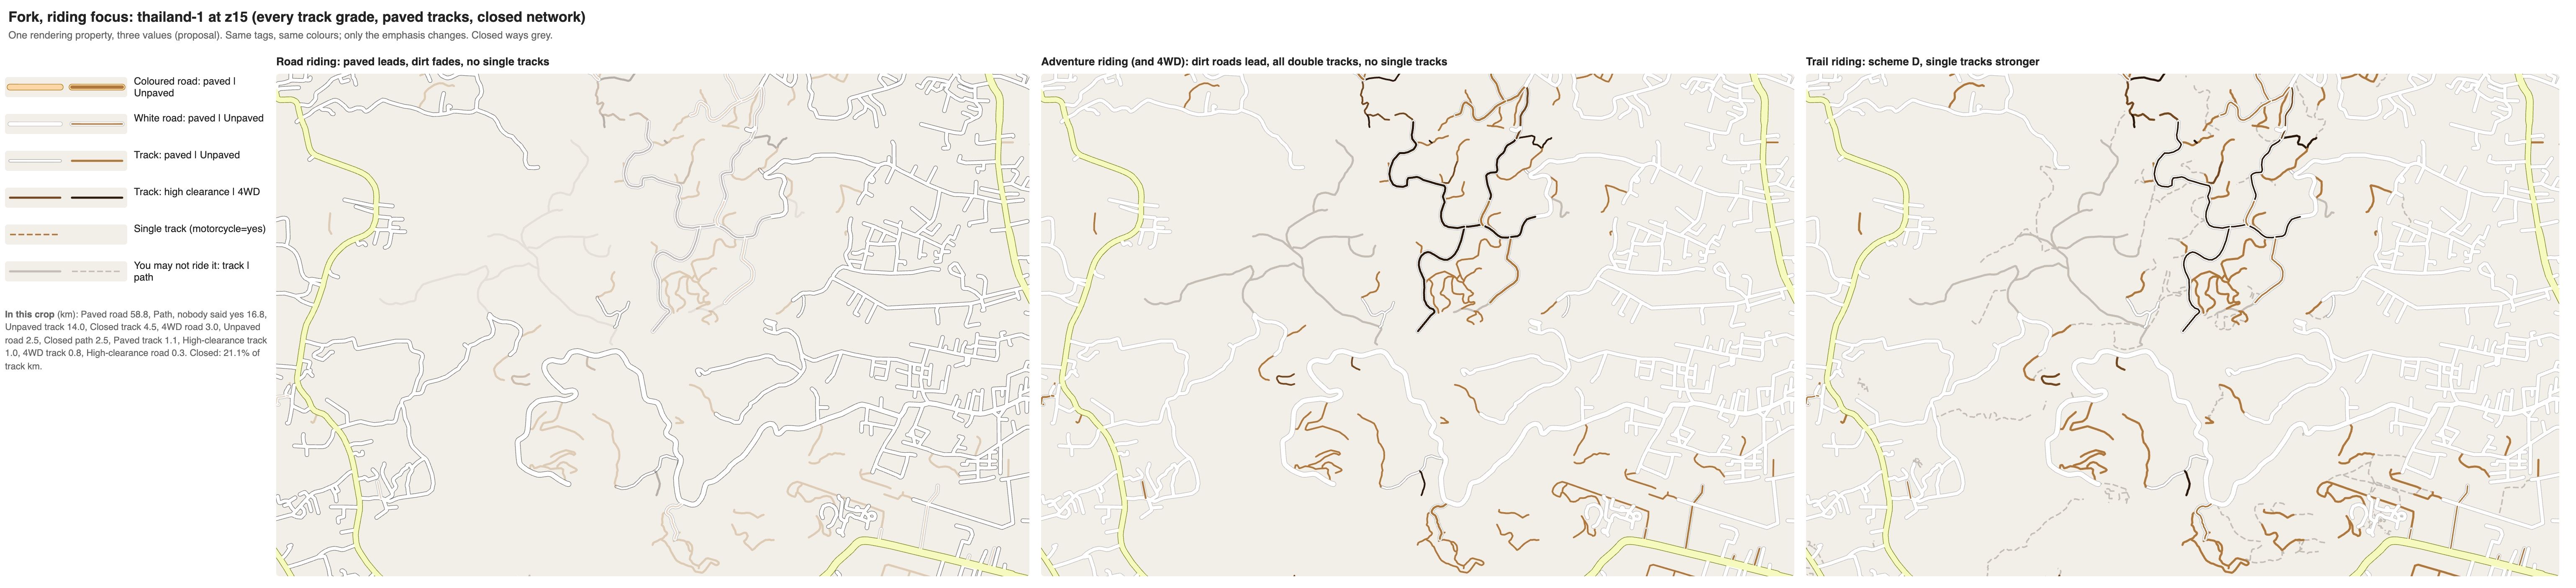 Fork, riding focus: thailand-1 at z15 (every track grade, paved tracks, closed network)
One rendering property, three values (proposal). Same tags, same colours; only the emphasis changes. Closed ways grey.
Road riding: paved leads, dirt fades, no single tracks
Adventure riding (and 4WD): dirt roads lead, all double tracks, no single tracks
Trail riding: scheme D, single tracks stronger
Coloured road: paved |
Unpaved
White road: paved | Unpaved
Track: paved | Unpaved
Track: high clearance | 4WD
Single track (motorcycle=yes)
You may not ride it: track |
path
In this crop (km): Paved road 58.8, Path, nobody said yes 16.8,
Unpaved track 14.0, Closed track 4.5, 4WD road 3.0, Unpaved
road 2.5, Closed path 2.5, Paved track 1.1, High-clearance track
1.0, 4WD track 0.8, High-clearance road 0.3. Closed: 21.1% of
track km.